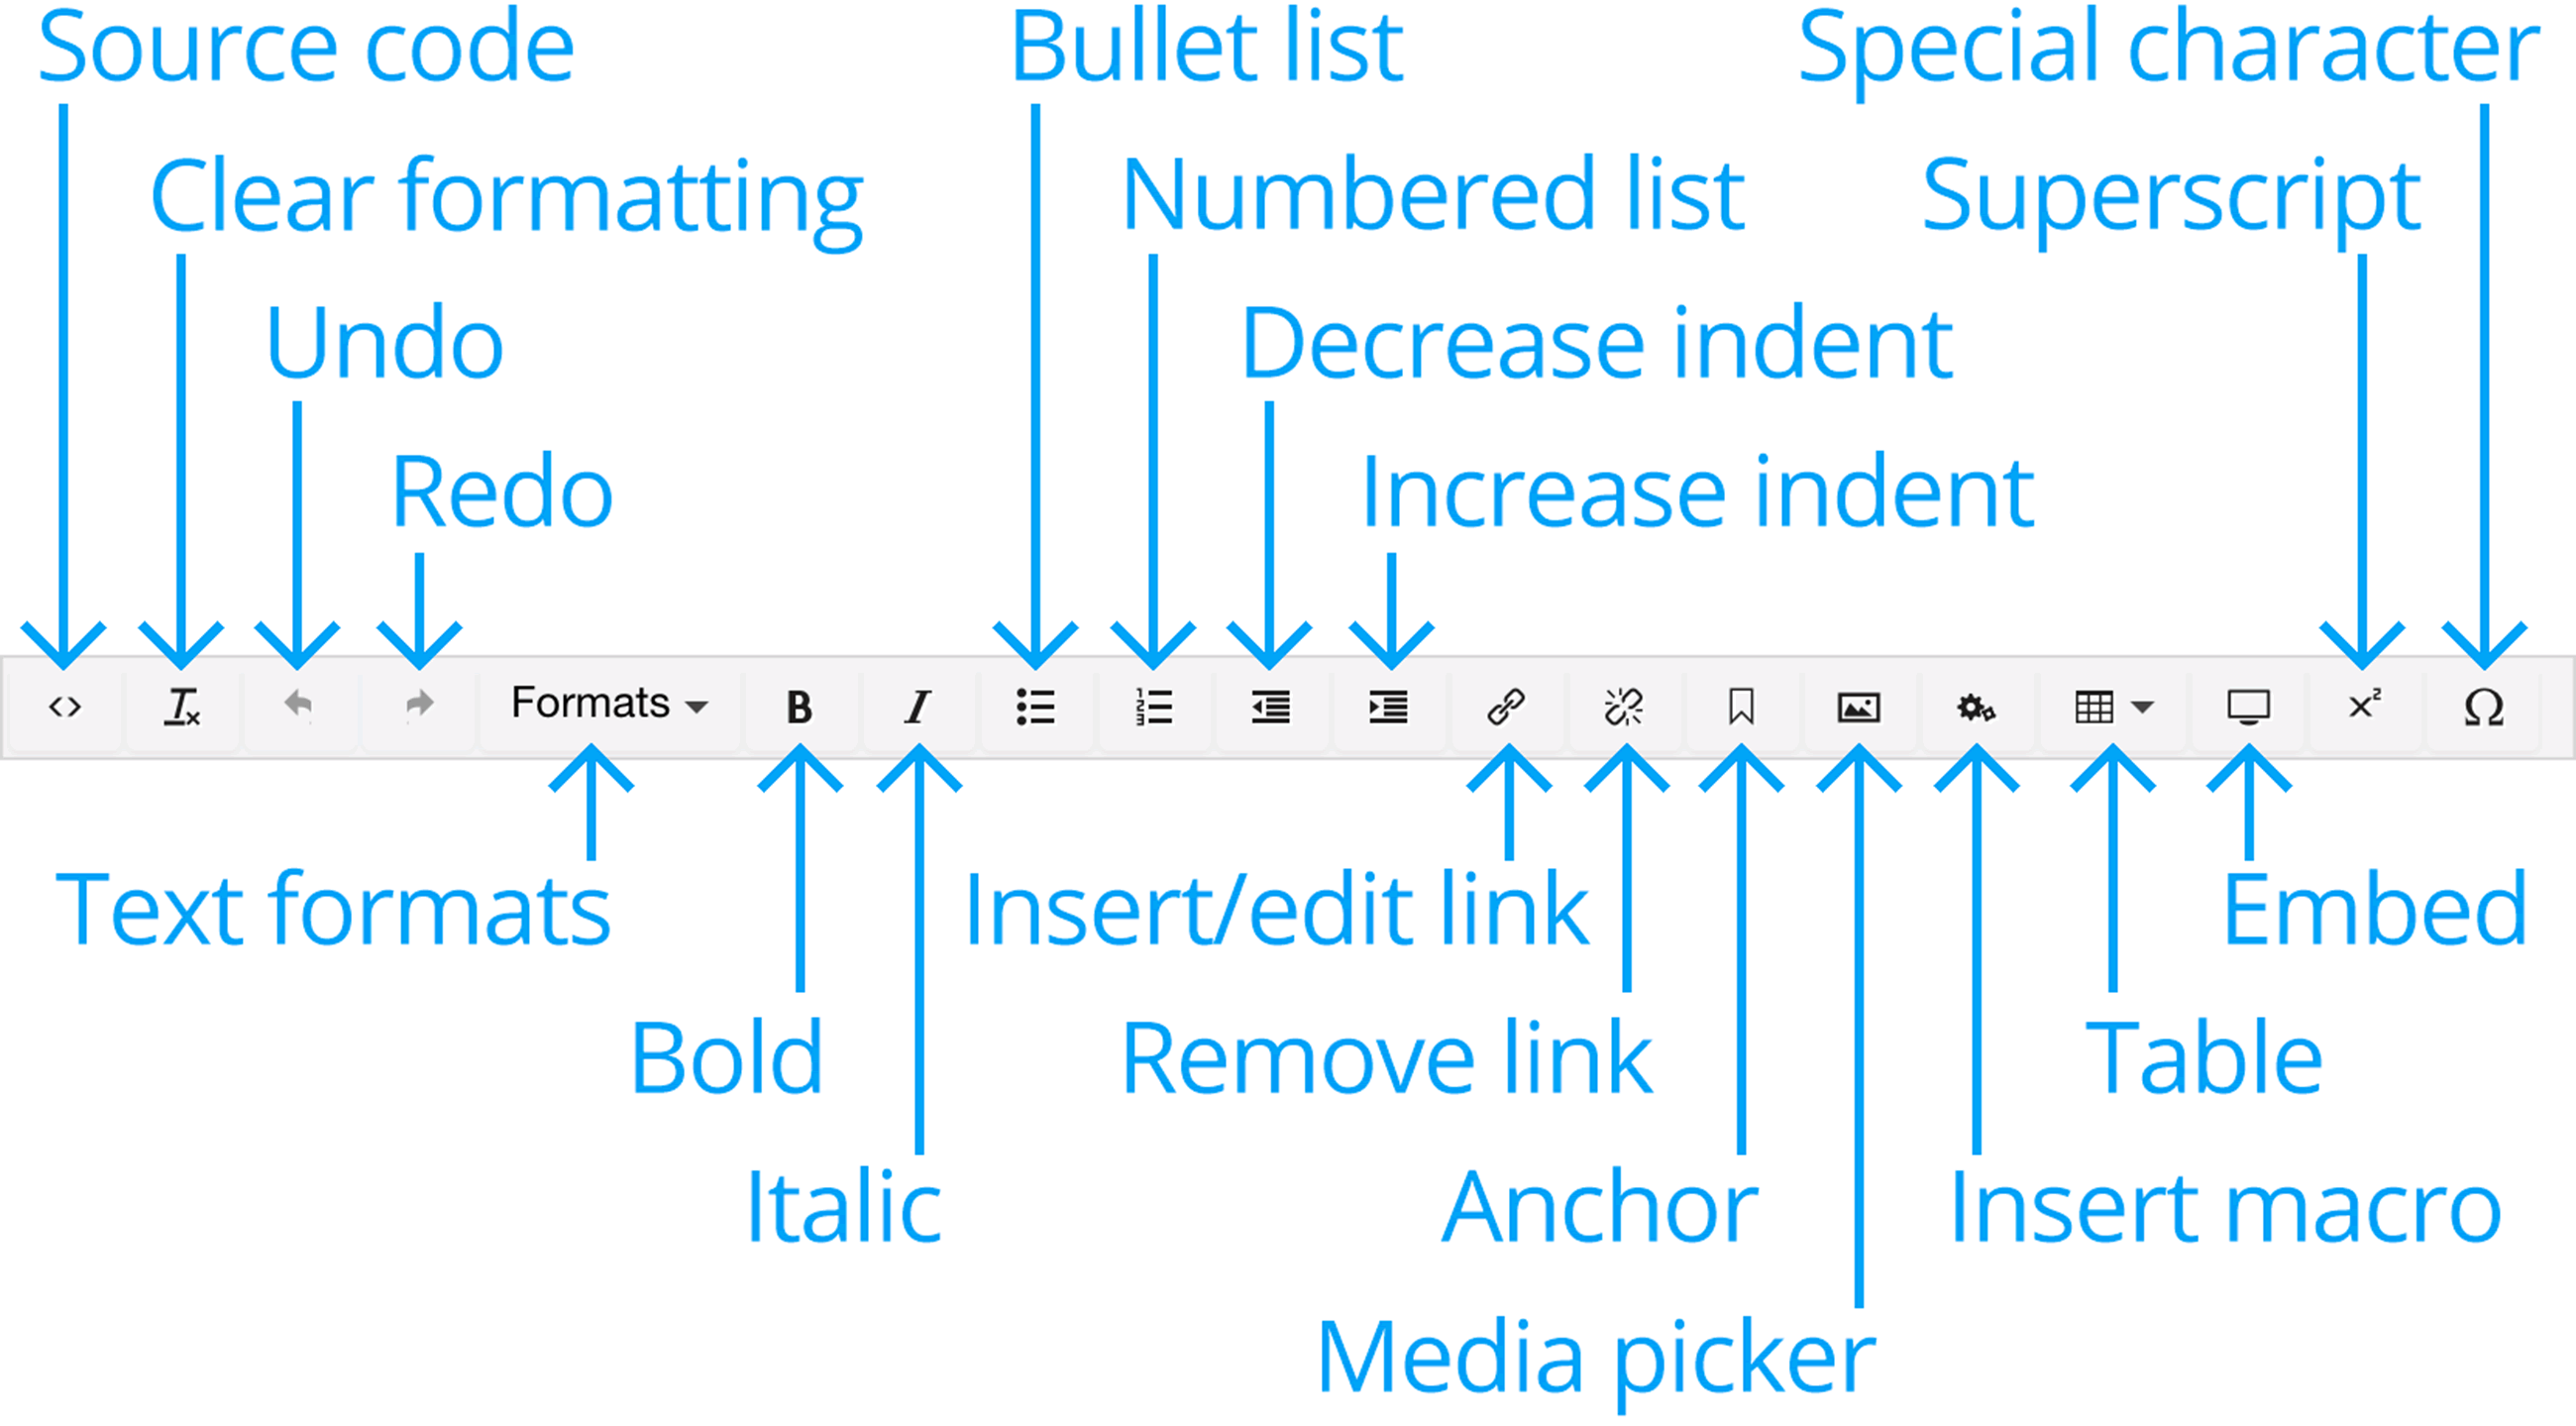 Source code
Bullet list
Special character
Clear formatting
Numbered list
Superscript
Undo
Decrease indent
Redo
Increase indent
Formats
B
I
x²
Ω
Text formats
Insert/edit link
Embed
Bold
Remove link
Table
Italic
Anchor
Insert macro
Media picker